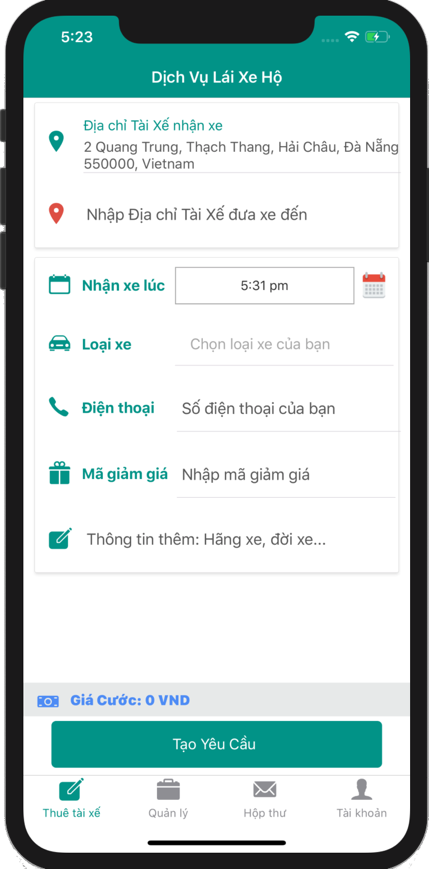 5:23
Dịch Vụ Lái Xe Hộ
Địa chỉ Tài Xế nhận xe
2 Quang Trung, Thạch Thang, Hải Châu, Đà Nẵng
550000, Vietnam
Nhập Địa chỉ Tài Xế đưa xe đến
Nhận xe lúc 5:31 pm
Loại xe Chọn loại xe của bạn
Điện thoại Số điện thoại của bạn
Mã giảm giá Nhập mã giảm giá
Thông tin thêm: Hãng xe, đời xe...
Giá Cước: 0 VND
Tạo Yêu Cầu
Thuê tài xế Quản lý Hộp thư Tài khoản